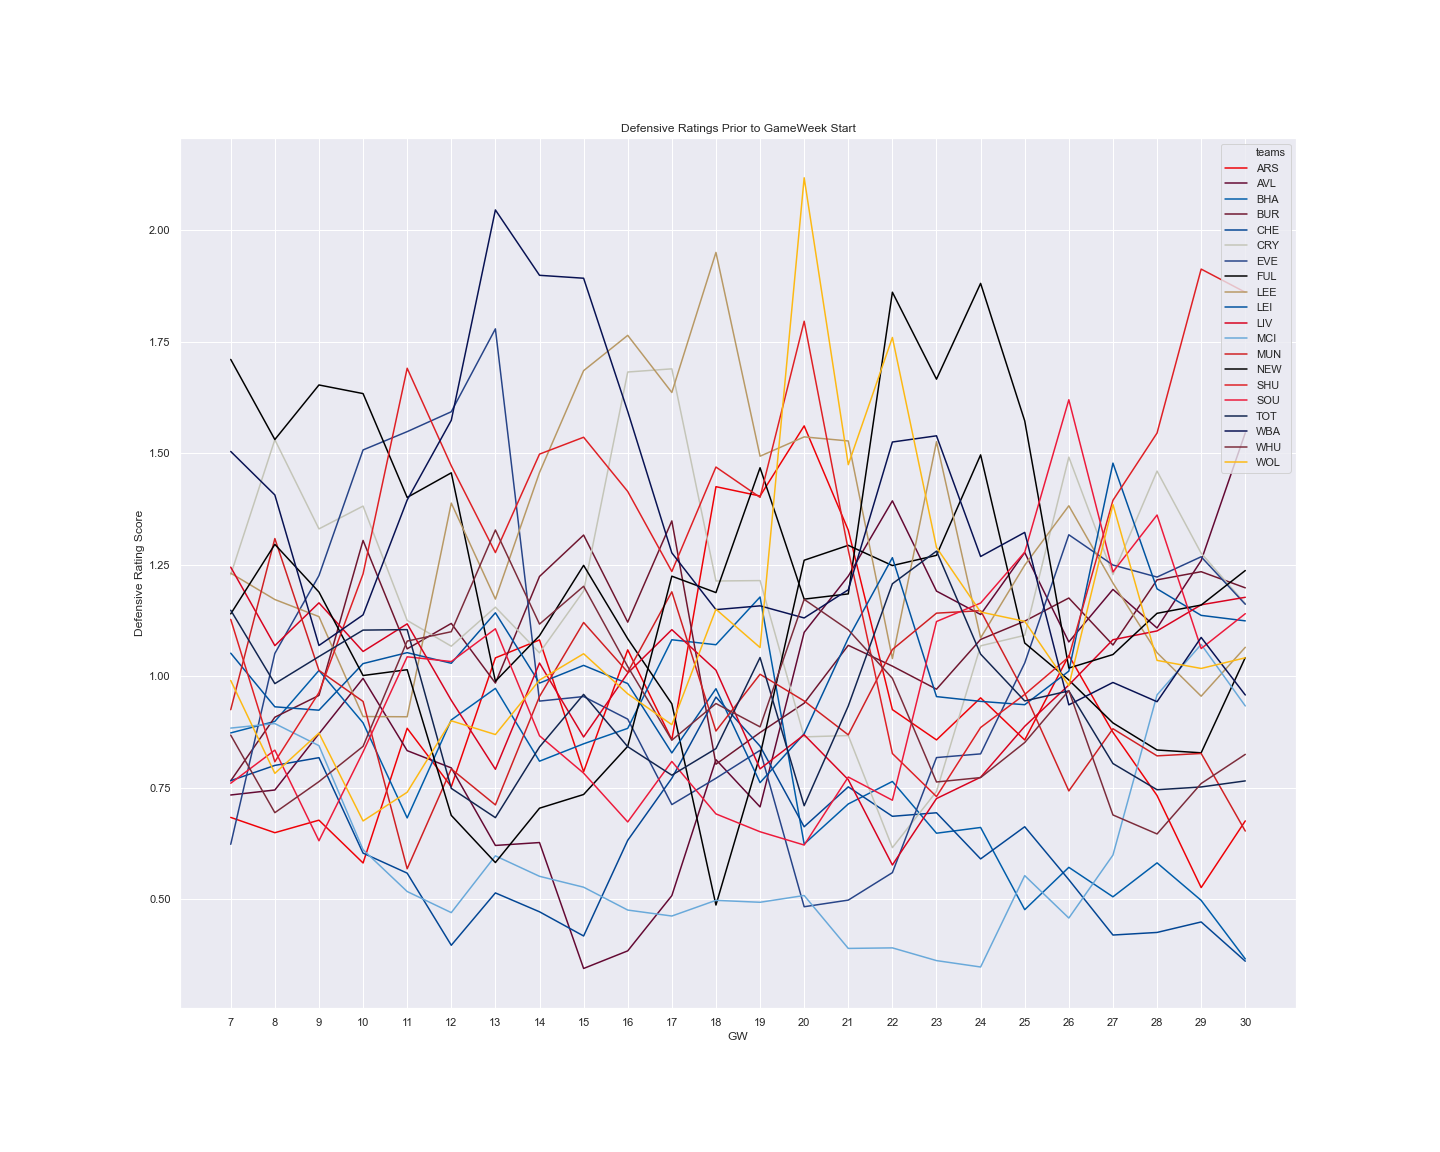 Defensive Ratings Prior to GameWeek Start
teams
ARS
AVL
BHA
BUR
CHE
CRY
EVE
FUL
LEE
LEI
LIV
MCI
MUN
NEW
SHU
SOU
TOT
WBA
WHU
WOL
2.00
1.75
1.50
1.25
1.00
0.75
0.50
Defensive Rating Score
7 8 9 10 11 12 13 14 15 16 17 18 19 20 21 22 23 24 25 26 27 28 29 30
GW